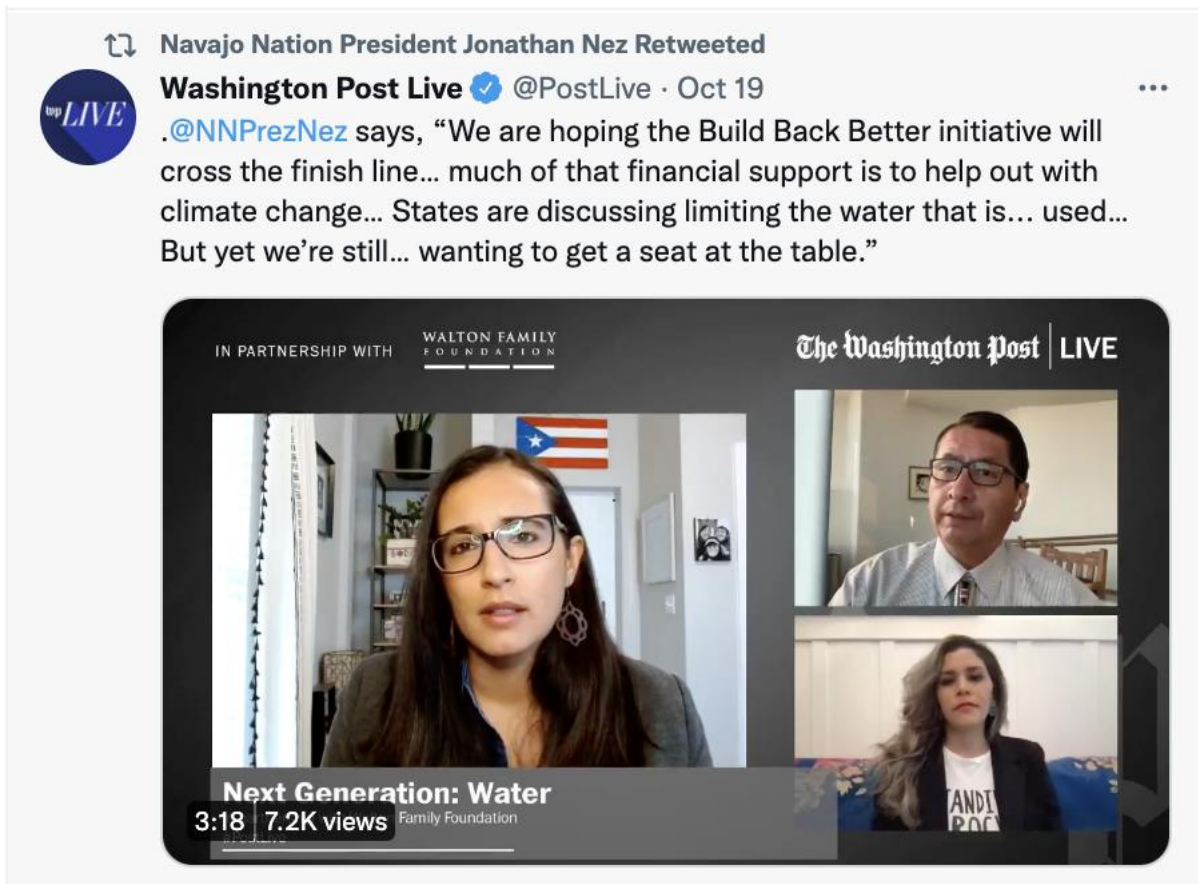 Navajo Nation President Jonathan Nez Retweeted
Washington Post Live @PostLive · Oct 19
wp LIVE
.@NNPrezNez says, “We are hoping the Build Back Better initiative will
cross the finish line... much of that financial support is to help out with
climate change... States are discussing limiting the water that is... used...
But yet we’re still... wanting to get a seat at the table.”
IN PARTNERSHIP WITH
WALTON FAMILY
FOUNDATION
The Washington Post | LIVE
Next Generation: Water
Family Foundation
3:18 7.2K views